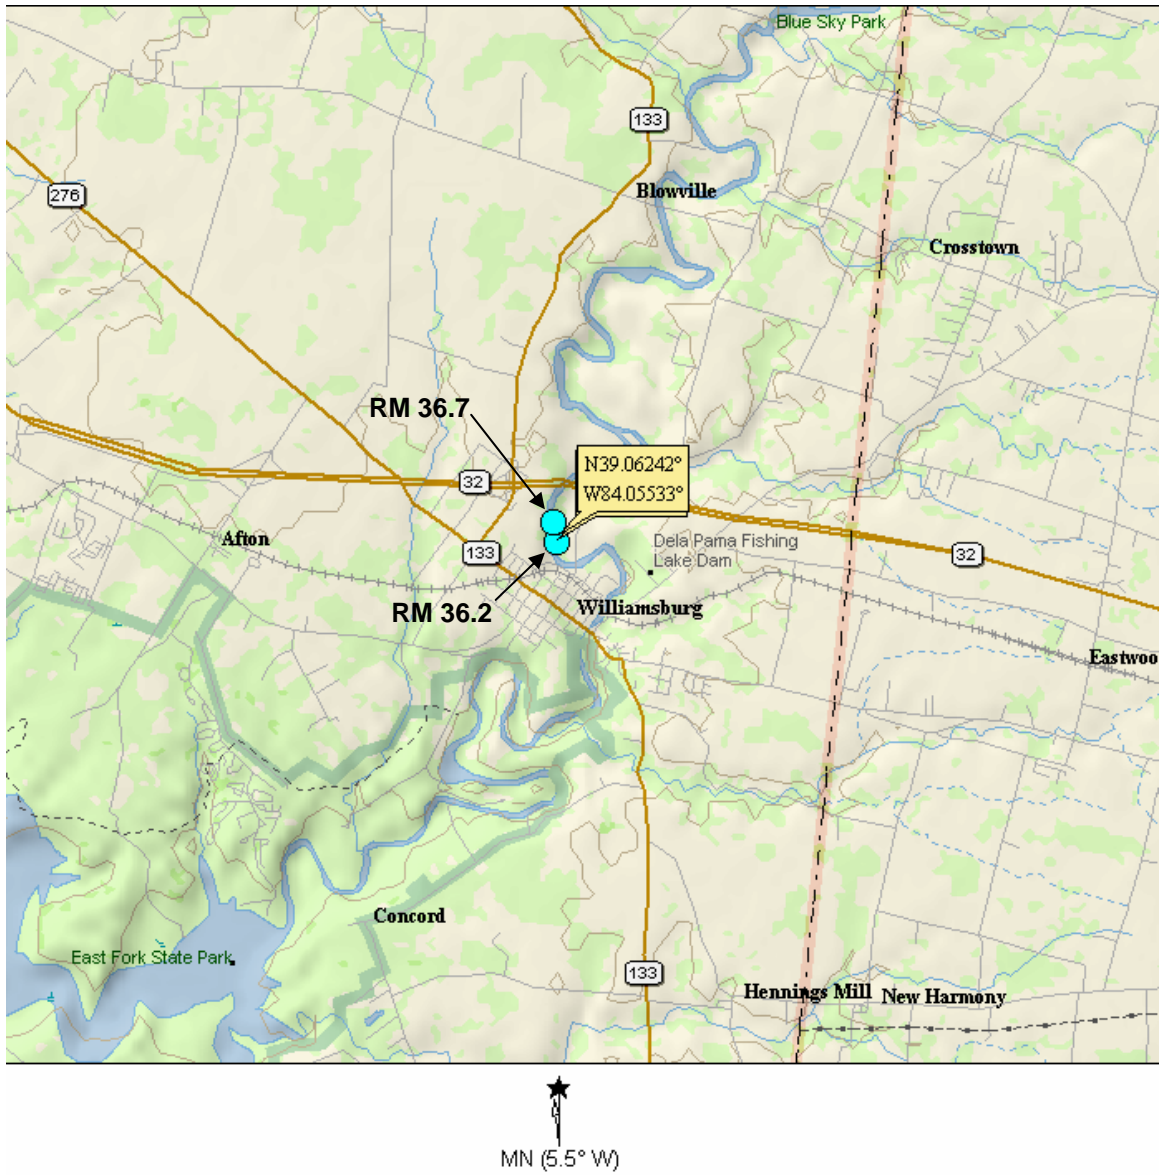 Blue Sky Park
133
276
Blowville
Crosstown
RM 36.7
N39.06242°
W84.05533°
32
Afton
133
Dela Pama Fishing
Lake Dam
32
RM 36.2
Williamsburg
Eastwoo
Concord
East Fork State Park
133
Hennings Mill
New Harmony
MN (5.5° W)